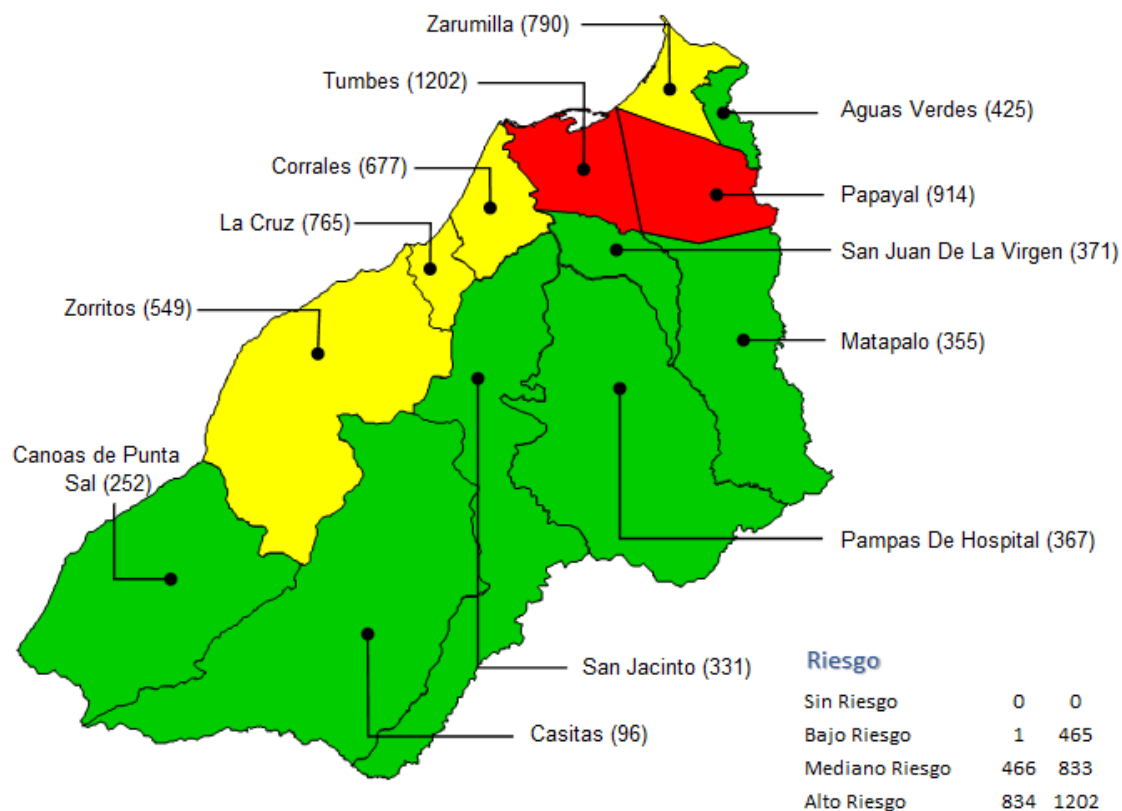 Zarumilla (790)
Tumbes (1202)
Aguas Verdes (425)
Corrales (677)
Papayal (914)
La Cruz (765)
San Juan De La Virgen (371)
Zorritos (549)
Matapalo (355)
Canoas de Punta
Sal (252)
Pampas De Hospital (367)
San Jacinto (331)
Casitas (96)
Riesgo
Sin Riesgo 0 0
Bajo Riesgo 1 465
Mediano Riesgo 466 833
Alto Riesgo 834 1202